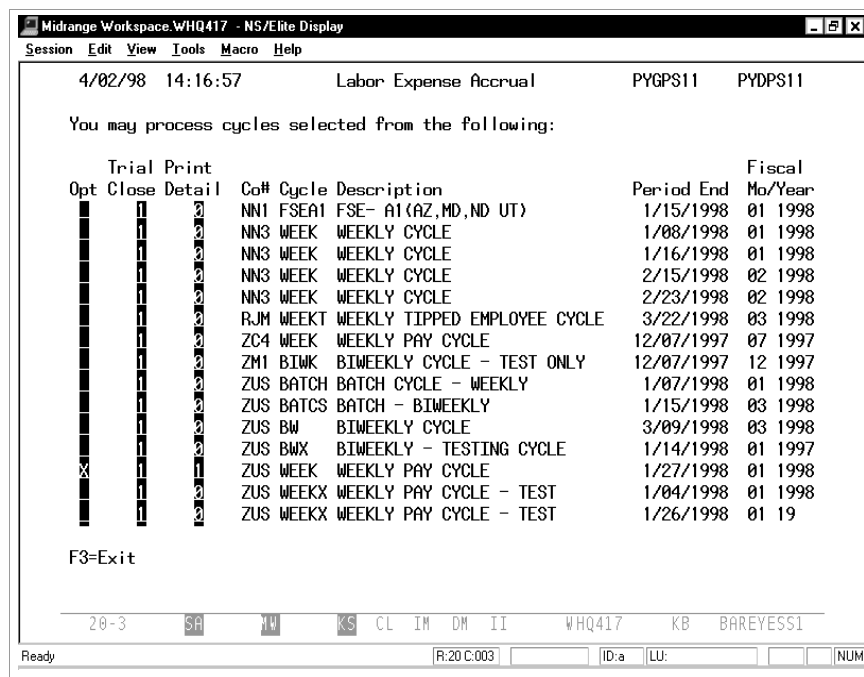 Midrange Workspace.WHQ417 - NS/Elite Display
Session Edit View Tools Macro Help
4/02/98 14:16:57 Labor Expense Accrual PYGPS11 PYDPS11
You may process cycles selected from the following:
Trial Print Fiscal
Opt Close Detail Co# Cycle Description Period End Mo/Year
1 0 NN1 FSEA1 FSE- A1(AZ,MD,ND UT) 1/15/1998 01 1998
1 0 NN3 WEEK WEEKLY CYCLE 1/08/1998 01 1998
1 0 NN3 WEEK WEEKLY CYCLE 1/16/1998 01 1998
1 0 NN3 WEEK WEEKLY CYCLE 2/15/1998 02 1998
1 0 NN3 WEEK WEEKLY CYCLE 2/23/1998 02 1998
1 0 RJM WEEKT WEEKLY TIPPED EMPLOYEE CYCLE 3/22/1998 03 1998
1 0 ZC4 WEEK WEEKLY PAY CYCLE 12/07/1997 07 1997
1 0 ZM1 BIWK BIWEEKLY CYCLE - TEST ONLY 12/07/1997 12 1997
1 0 ZUS BATCH BATCH CYCLE - WEEKLY 1/07/1998 01 1998
1 0 ZUS BATCS BATCH - BIWEEKLY 1/15/1998 03 1998
1 0 ZUS BW BIWEEKLY CYCLE 3/09/1998 03 1998
1 0 ZUS BWX BIWEEKLY - TESTING CYCLE 1/14/1998 01 1997
X 1 1 ZUS WEEK WEEKLY PAY CYCLE 1/27/1998 01 1998
1 0 ZUS WEEKX WEEKLY PAY CYCLE - TEST 1/04/1998 01 1998
1 0 ZUS WEEKX WEEKLY PAY CYCLE - TEST 1/26/1998 01 19
F3=Exit
20-3 SA MW KS CL IM DM II WHQ417 KB BAREYESS1
Ready R:20 C:003 ID:a LU: NUM